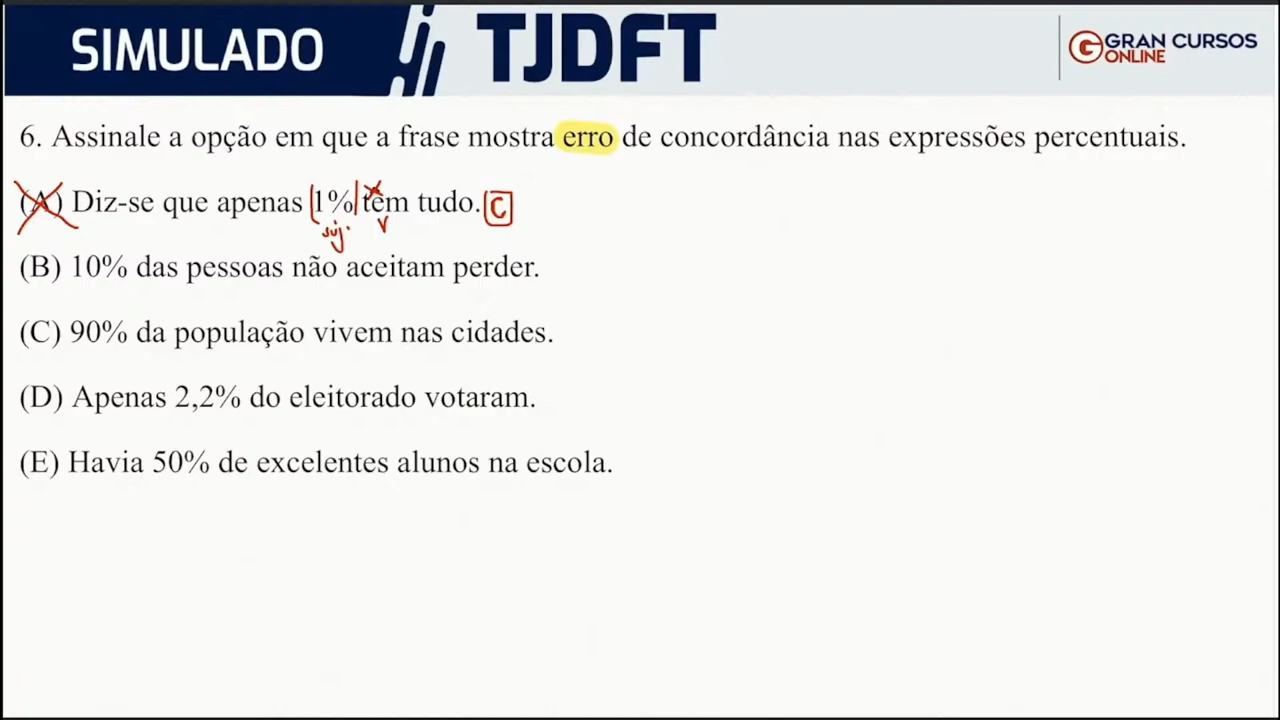 SIMULADO
TJDFT
GRAN CURSOS
ONLINE
6. Assinale a opção em que a frase mostra erro de concordância nas expressões percentuais.
(A) Diz-se que apenas 1% têm tudo. C
suj. V
(B) 10% das pessoas não aceitam perder.
(C) 90% da população vivem nas cidades.
(D) Apenas 2,2% do eleitorado votaram.
(E) Havia 50% de excelentes alunos na escola.